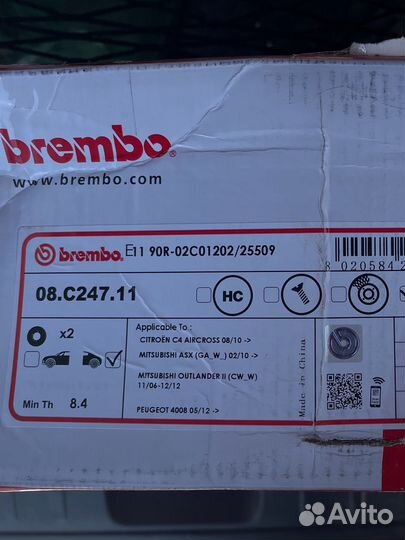 brembo®
www.brembo.com
brembo. E11 90R-02C01202/25509
8 020584 2
08.C247.11
HC
x2
Applicable To :
CITROËN C4 AIRCROSS 08/10 ->
MITSUBISHI ASX (GA_W_) 02/10 ->
MITSUBISHI OUTLANDER II (CW_W)
11/06-12/12
PEUGEOT 4008 05/12 ->
Min Th 8.4
Made in China
Avito